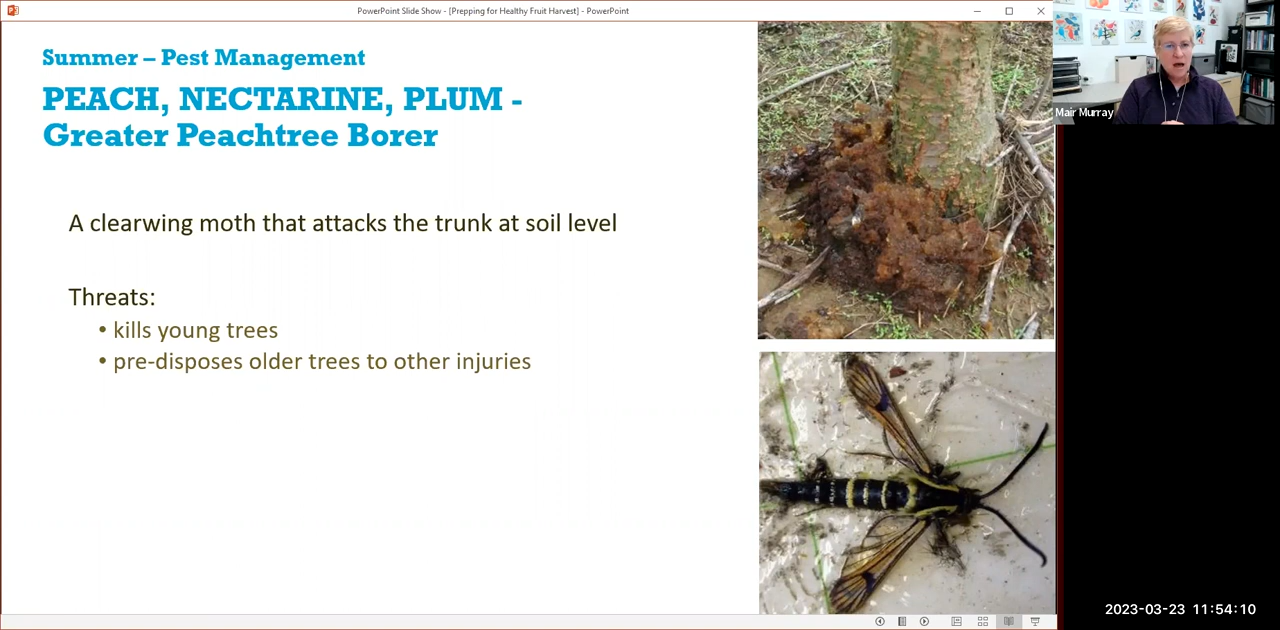 PowerPoint Slide Show - [Prepping for Healthy Fruit Harvest] - PowerPoint
Summer – Pest Management
PEACH, NECTARINE, PLUM -
Greater Peachtree Borer
A clearwing moth that attacks the trunk at soil level
Threats:
• kills young trees
• pre-disposes older trees to other injuries
Mair Murray
2023-03-23 11:54:10